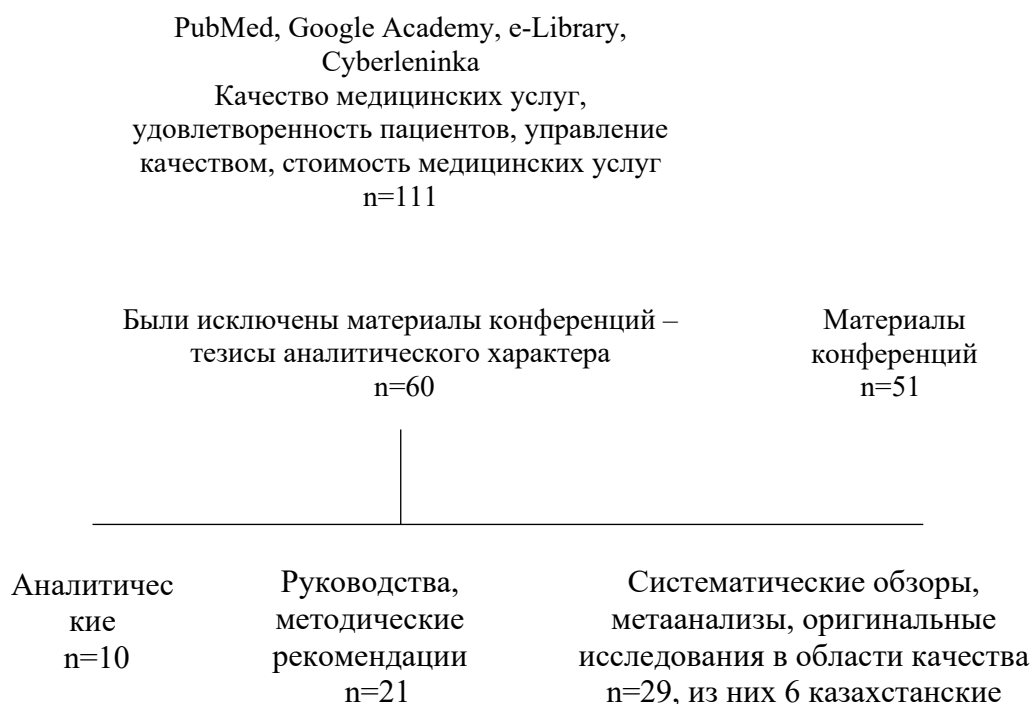 PubMed, Google Academy, e-Library,
Cyberleninka
Качество медицинских услуг,
удовлетворенность пациентов, управление
качеством, стоимость медицинских услуг
n=111
Были исключены материалы конференций –
тезисы аналитического характера
n=60
Материалы
конференций
n=51
Аналитичес
кие
n=10
Руководства,
методические
рекомендации
n=21
Систематические обзоры,
метаанализы, оригинальные
исследования в области качества
n=29, из них 6 казахстанские